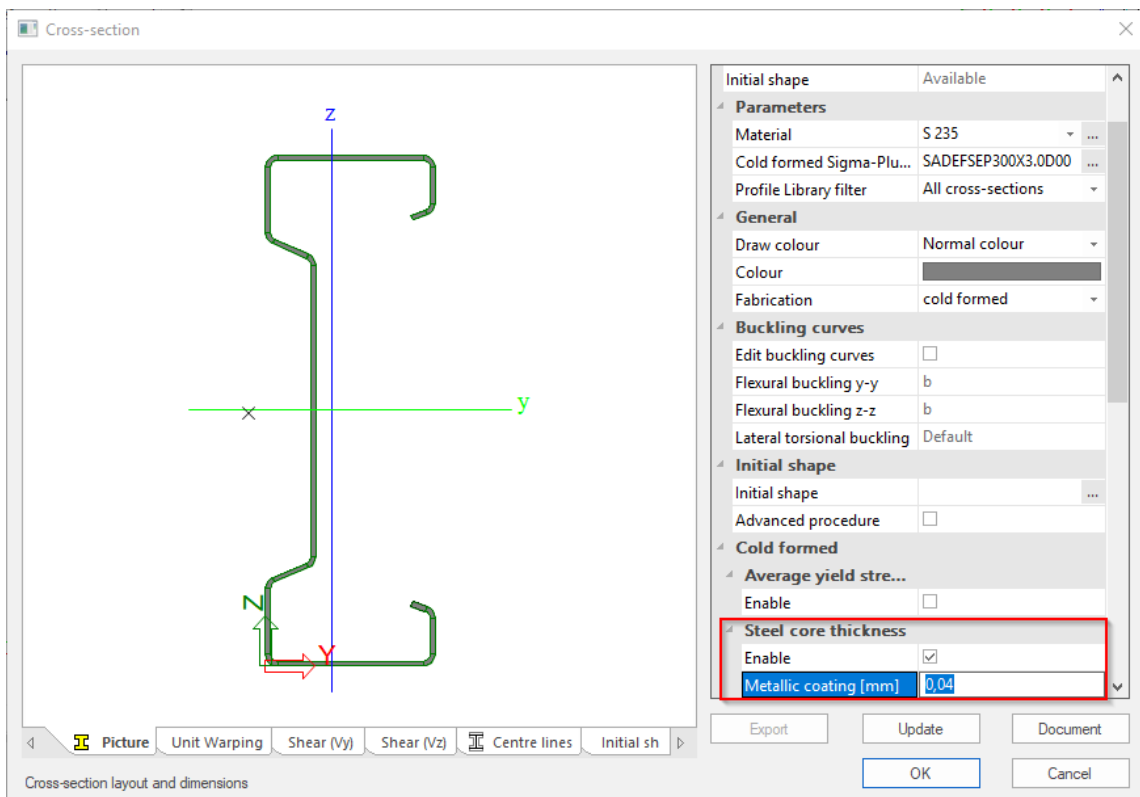 Cross-section
z
y
Z
Y
Initial shape Available
Parameters
Material S 235 ...
Cold formed Sigma-Plu... SADEFSEP300X3.0D00 ...
Profile Library filter All cross-sections
General
Draw colour Normal colour
Colour
Fabrication cold formed
Buckling curves
Edit buckling curves
Flexural buckling y-y b
Flexural buckling z-z b
Lateral torsional buckling Default
Initial shape
Initial shape ...
Advanced procedure
Cold formed
Average yield stre...
Enable
Steel core thickness
Enable
Metallic coating [mm] 0,04
Picture Unit Warping Shear (Vy) Shear (Vz) Centre lines Initial sh
Export Update Document
OK Cancel
Cross-section layout and dimensions